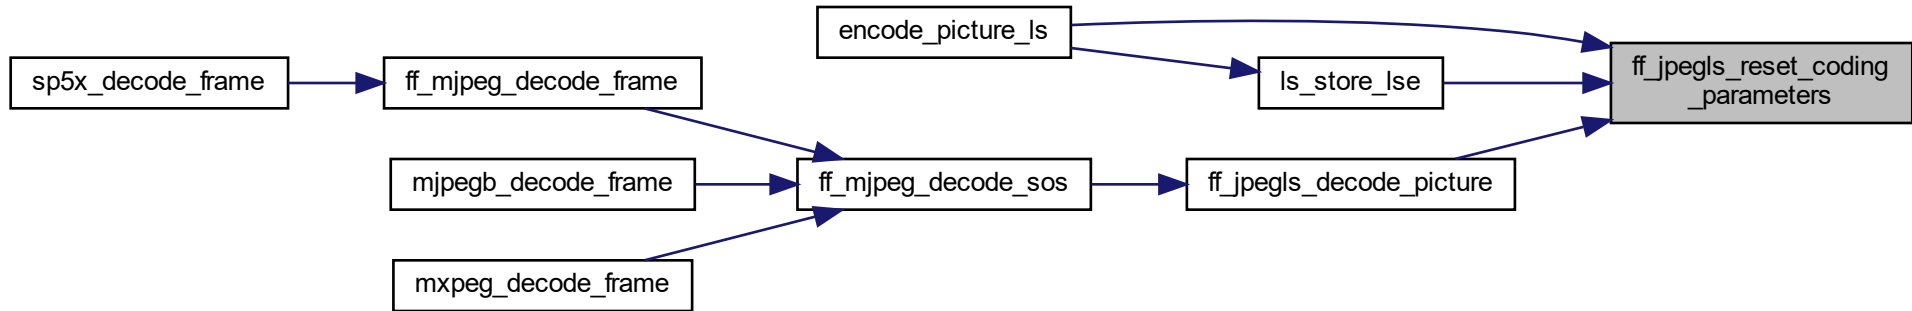 encode_picture_ls
sp5x_decode_frame
ff_mjpeg_decode_frame
ls_store_lse
ff_jpegls_reset_coding
_parameters
mjpegb_decode_frame
ff_mjpeg_decode_sos
ff_jpegls_decode_picture
mxpeg_decode_frame